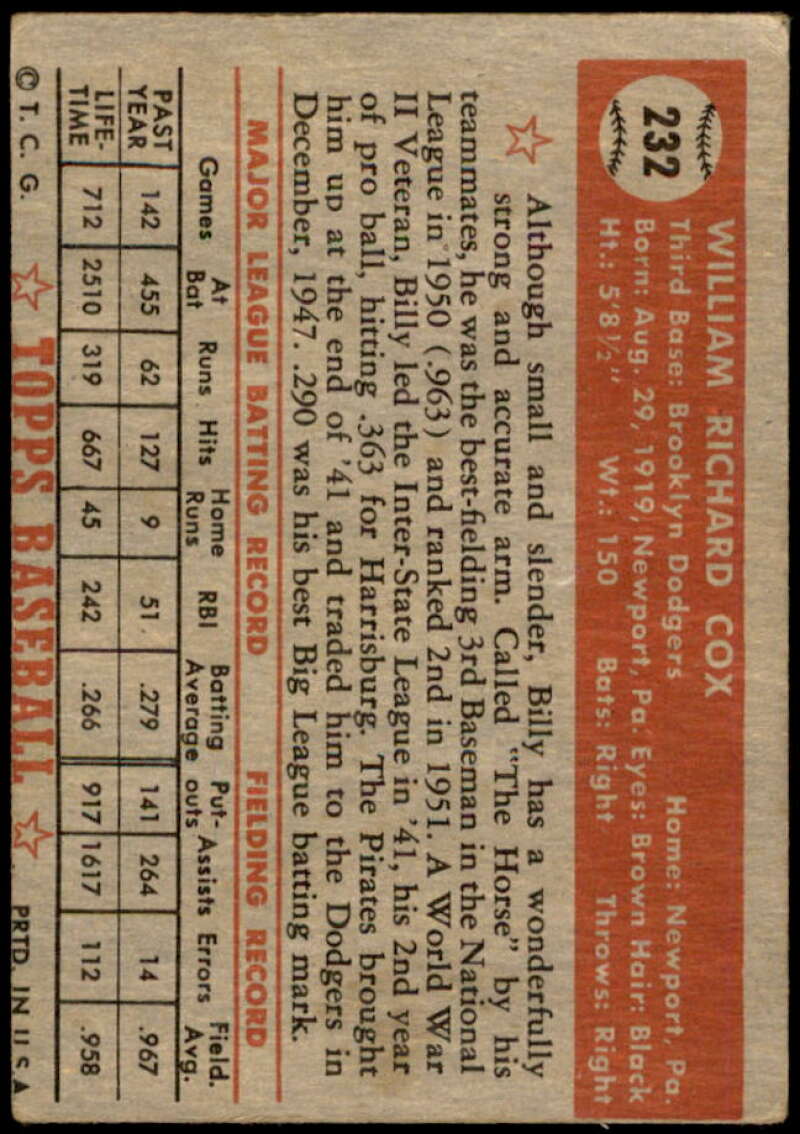 232
WILLIAM RICHARD COX
Third Base: Brooklyn Dodgers Home: Newport, Pa.
Born: Aug. 29, 1919, Newport, Pa. Eyes: Brown Hair: Black
Ht.: 5'8½" Wt.: 150 Bats: Right Throws: Right
Although small and slender, Billy has a wonderfully
strong and accurate arm. Called "The Horse" by his
teammates, he was the best-fielding 3rd Baseman in the National
League in 1950 (.963) and ranked 2nd in 1951. A World War
II Veteran, Billy led the Inter-State League in '41, his 2nd year
of pro ball, hitting .363 for Harrisburg. The Pirates brought
him up at the end of '41 and traded him to the Dodgers in
December, 1947. .290 was his best Big League batting mark.
MAJOR LEAGUE BATTING RECORD FIELDING RECORD
Games At Bat Runs Hits Home Runs RBI Batting Average Put-outs Assists Errors Field. Avg.
PAST YEAR 142 455 62 127 9 51 .279 141 264 14 .967
LIFE-TIME 712 2510 319 667 45 242 .266 917 1617 112 .958
© T. C. G. TOPPS BASEBALL PRTD. IN U.S.A